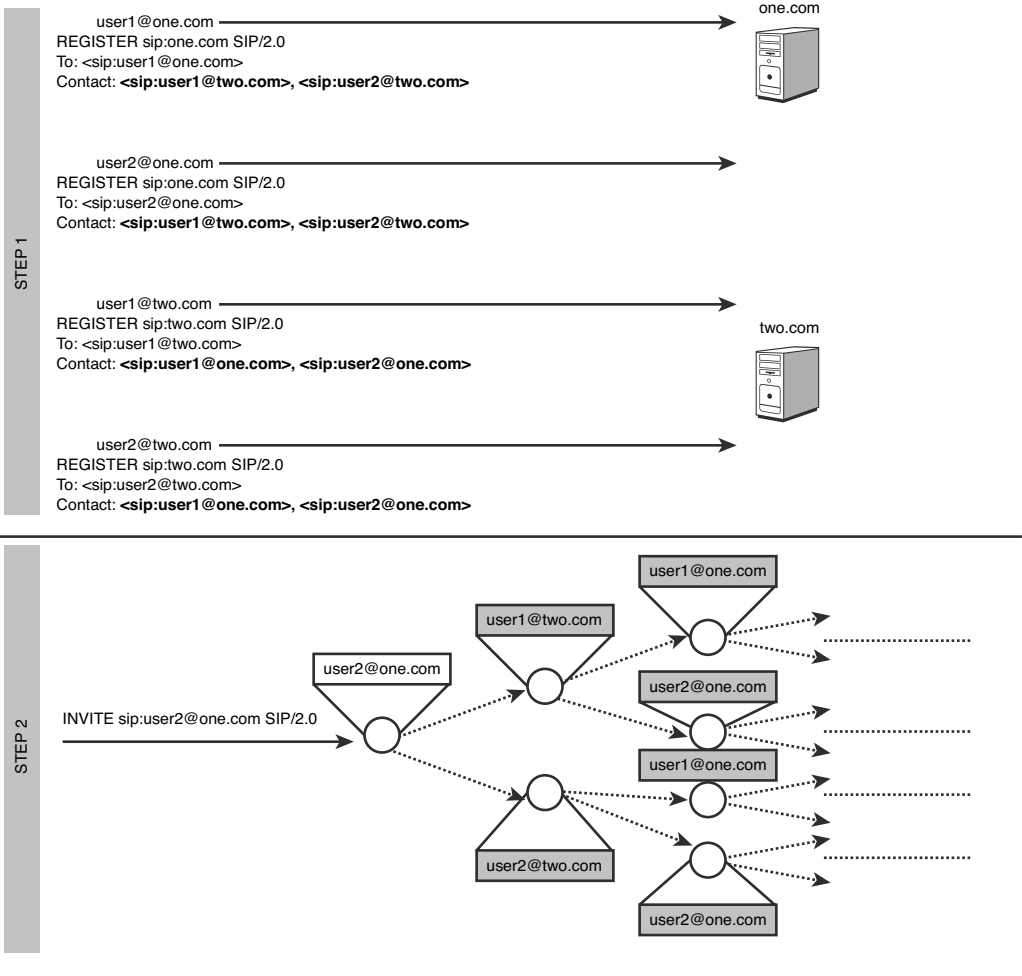 one.com
user1@one.com
REGISTER sip:one.com SIP/2.0
To: <sip:user1@one.com>
Contact: <sip:user1@two.com>, <sip:user2@two.com>
user2@one.com
REGISTER sip:one.com SIP/2.0
To: <sip:user2@one.com>
Contact: <sip:user1@two.com>, <sip:user2@two.com>
STEP 1
user1@two.com
REGISTER sip:two.com SIP/2.0
To: <sip:user1@two.com>
Contact: <sip:user1@one.com>, <sip:user2@one.com>
two.com
user2@two.com
REGISTER sip:two.com SIP/2.0
To: <sip:user2@two.com>
Contact: <sip:user1@one.com>, <sip:user2@one.com>
STEP 2
INVITE sip:user2@one.com SIP/2.0
user2@one.com
user1@two.com
user2@two.com
user1@one.com
user2@one.com
user1@one.com
user2@one.com